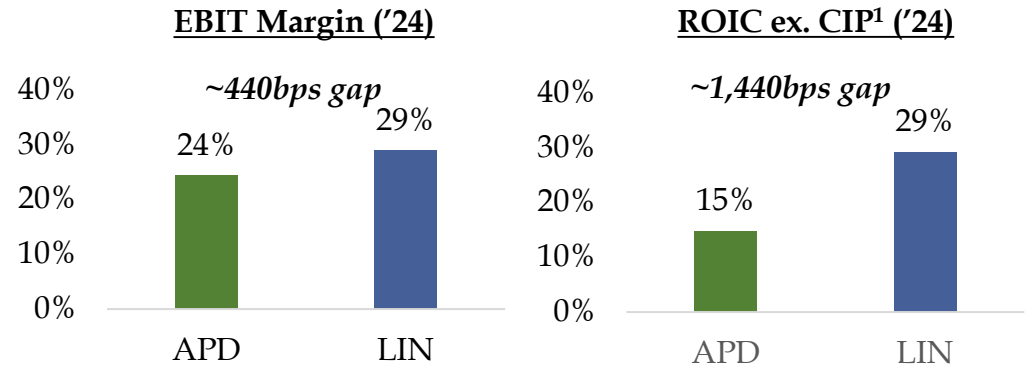 EBIT Margin ('24)
40%
~440bps gap
29%
30%
24%
20%
10%
0%
APD
LIN
ROIC ex. CIP¹ ('24)
40%
~1,440bps gap
29%
30%
20%
15%
10%
0%
APD
LIN